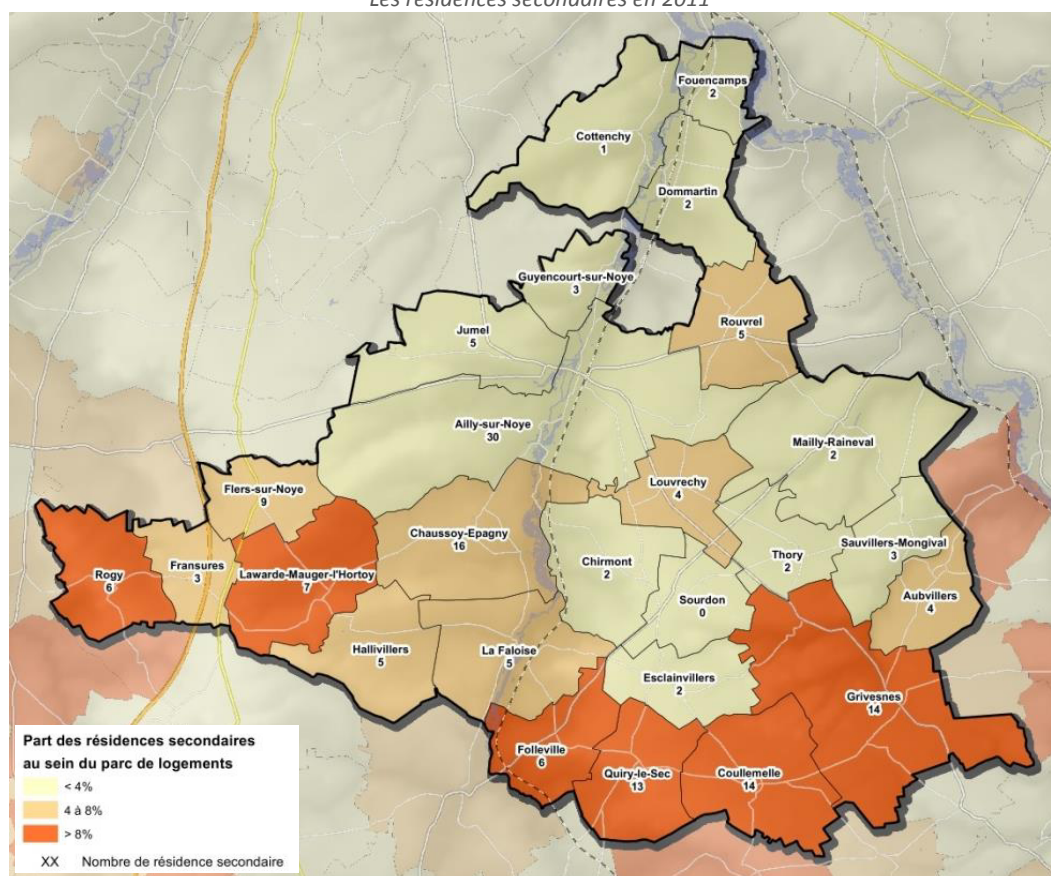 Les résidences secondaires en 2011
Fouencamps
2
Cottenchy
1
Dommartin
2
Guyencourt-sur-Noye
3
Rouvrel
5
Jumel
5
Ailly-sur-Noye
30
Mailly-Raineval
2
Louvrechy
4
Flers-sur-Noye
9
Chaussoy-Epagny
16
Sauvillers-Mongival
3
Thory
2
Chirmont
2
Fransures
3
Rogy
6
Lawarde-Mauger-l'Hortoy
7
Aubvillers
4
Sourdon
0
Hallivillers
5
La Faloise
5
Esclainvillers
2
Grivesnes
14
Folleville
6
Quiry-le-Sec
13
Coullemelle
14
Part des résidences secondaires
au sein du parc de logements
< 4%
4 à 8%
> 8%
XX Nombre de résidence secondaire